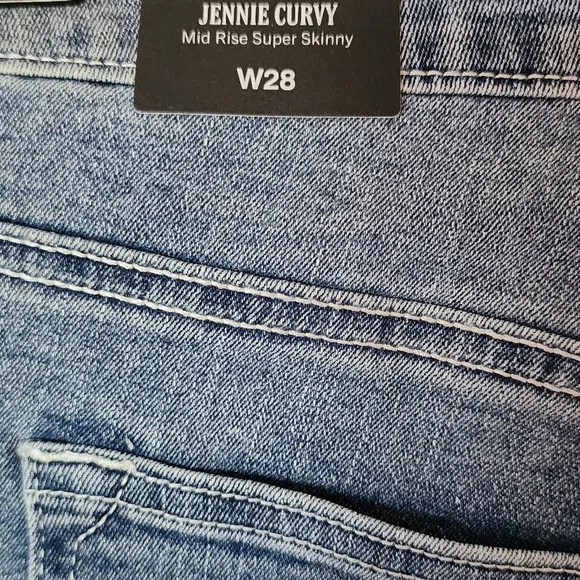 JENNIE CURVY
Mid Rise Super Skinny
W28